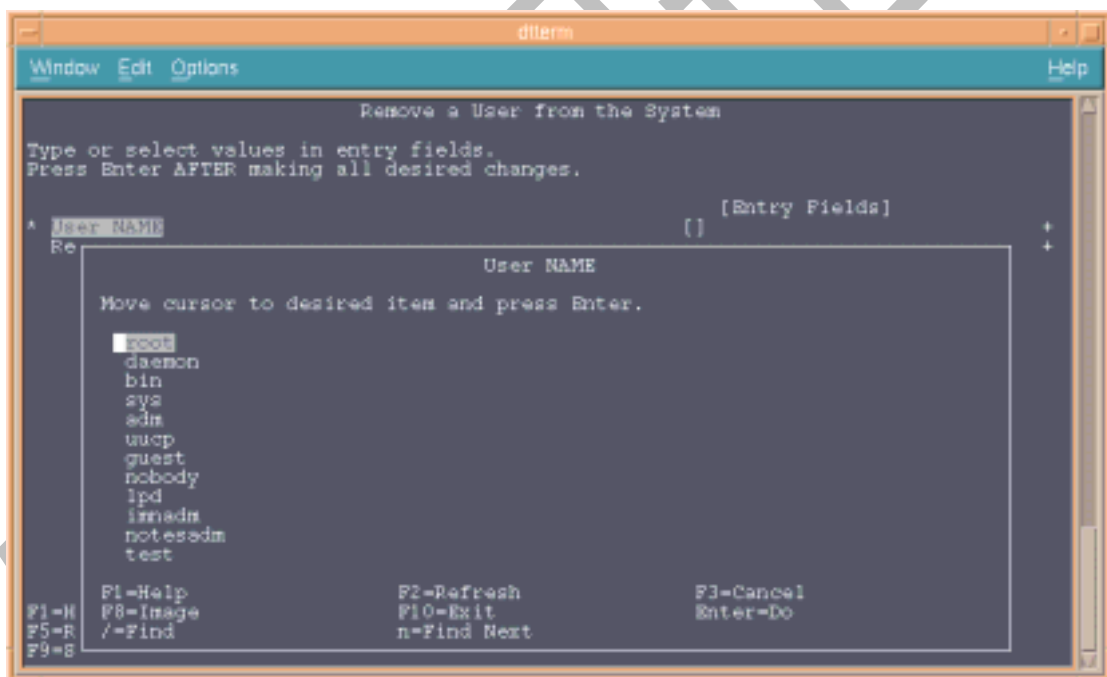 dtterm
Window Edit Options Help
Remove a User from the System
Type or select values in entry fields.
Press Enter AFTER making all desired changes.
[Entry Fields]
* User NAME [] +
Re +
User NAME
Move cursor to desired item and press Enter.
root
daemon
bin
sys
adm
uucp
guest
nobody
lpd
imnadm
notesadm
test
F1=Help F2=Refresh F3=Cancel
F1=H F8=Image F10=Exit Enter=Do
F5=R /=Find n=Find Next
F9=S